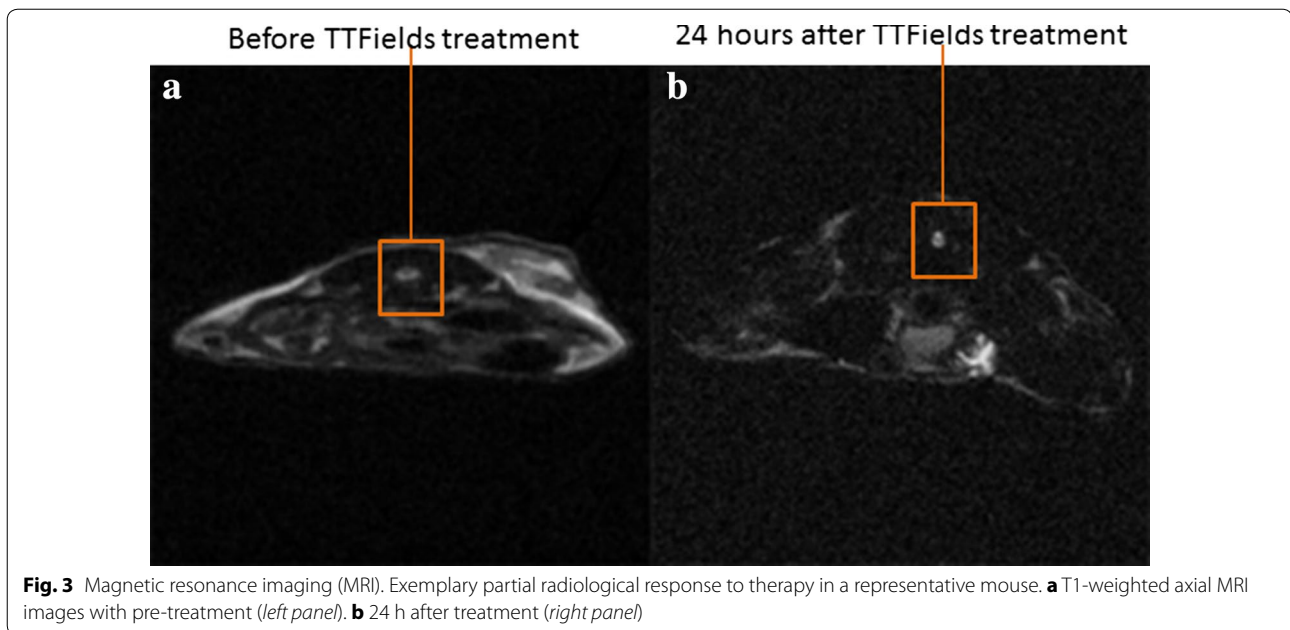 Before TTFields treatment
24 hours after TTFields treatment
a
b
Fig. 3 Magnetic resonance imaging (MRI). Exemplary partial radiological response to therapy in a representative mouse. a T1-weighted axial MRI
images with pre-treatment (left panel). b 24 h after treatment (right panel)